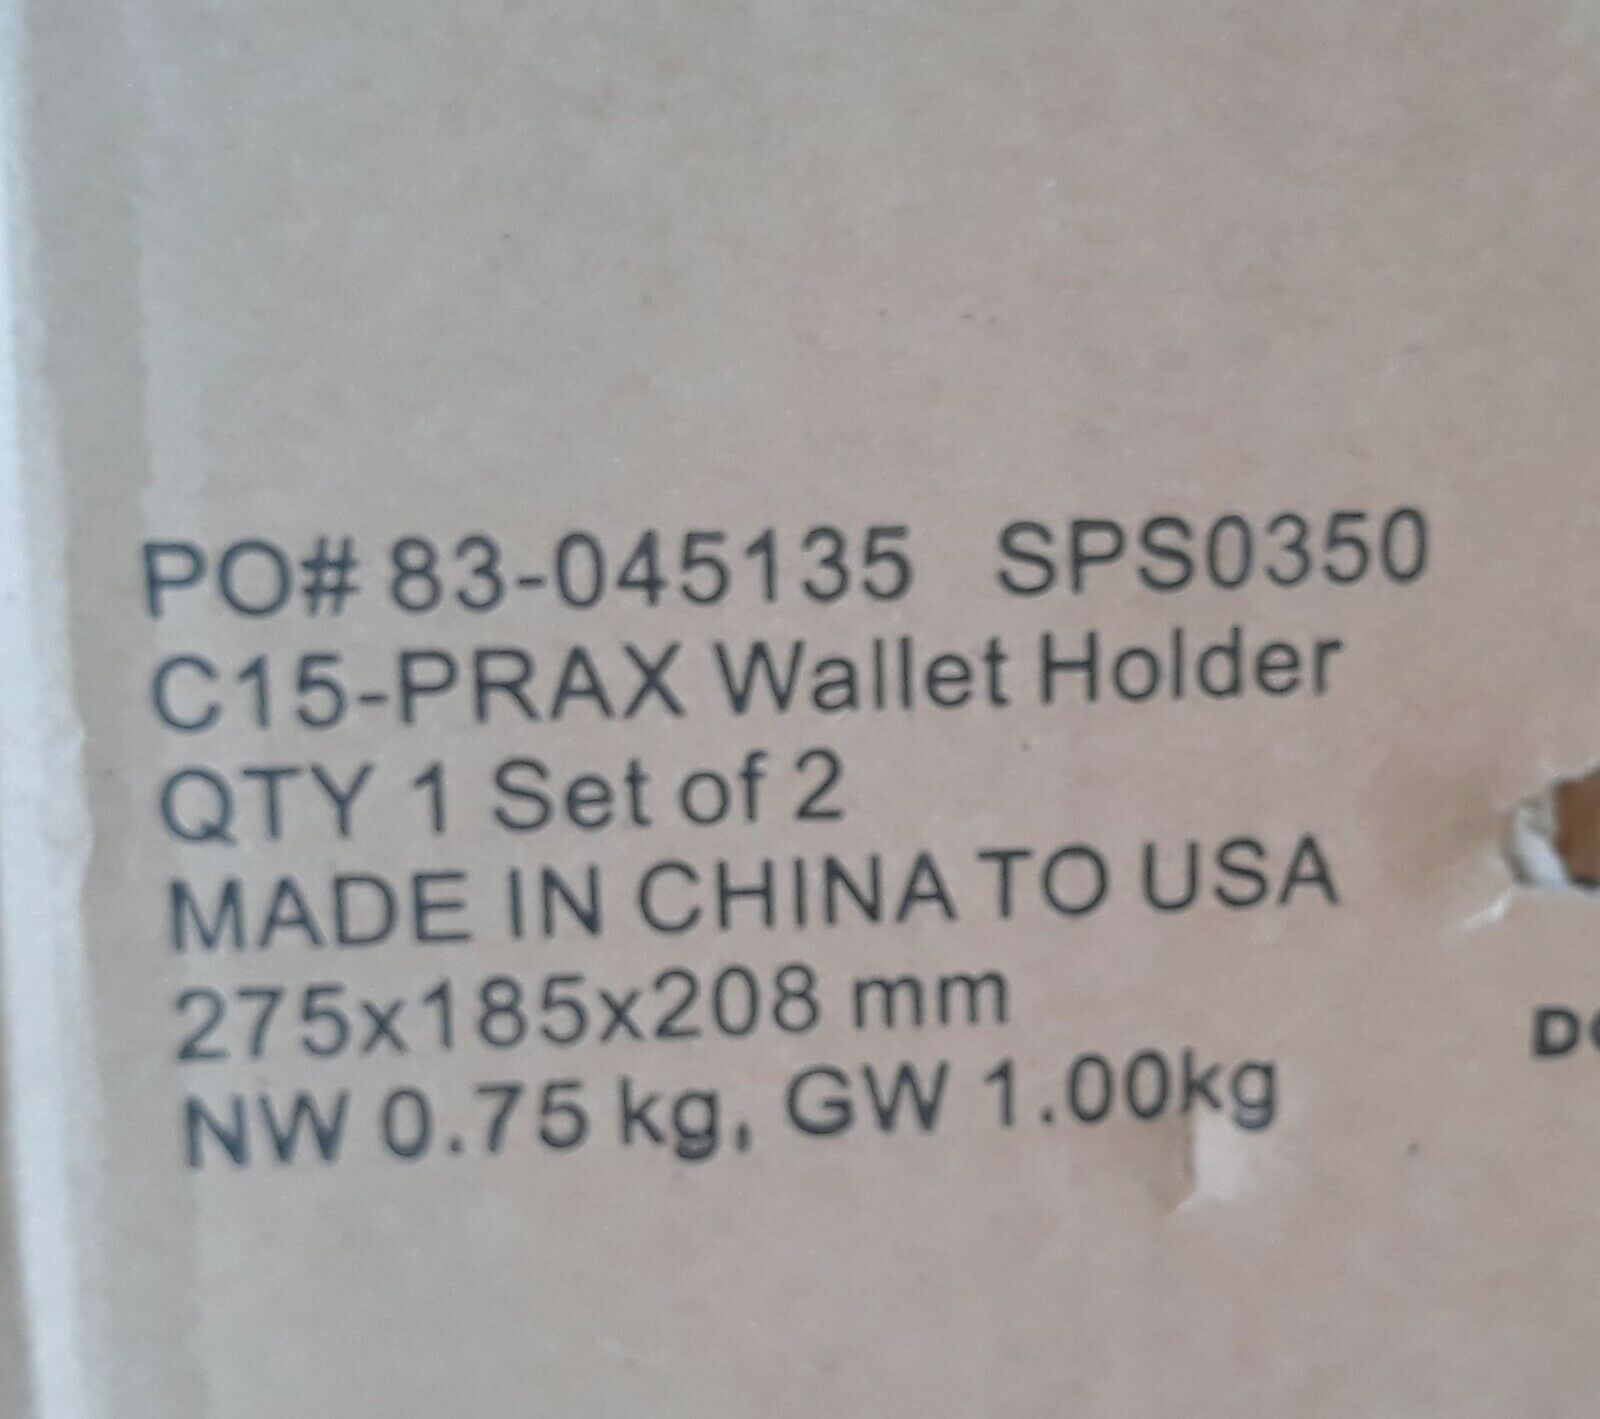 PO# 83-045135 SPS0350
C15-PRAX Wallet Holder
QTY 1 Set of 2
MADE IN CHINA TO USA
275x185x208 mm
NW 0.75 kg, GW 1.00kg